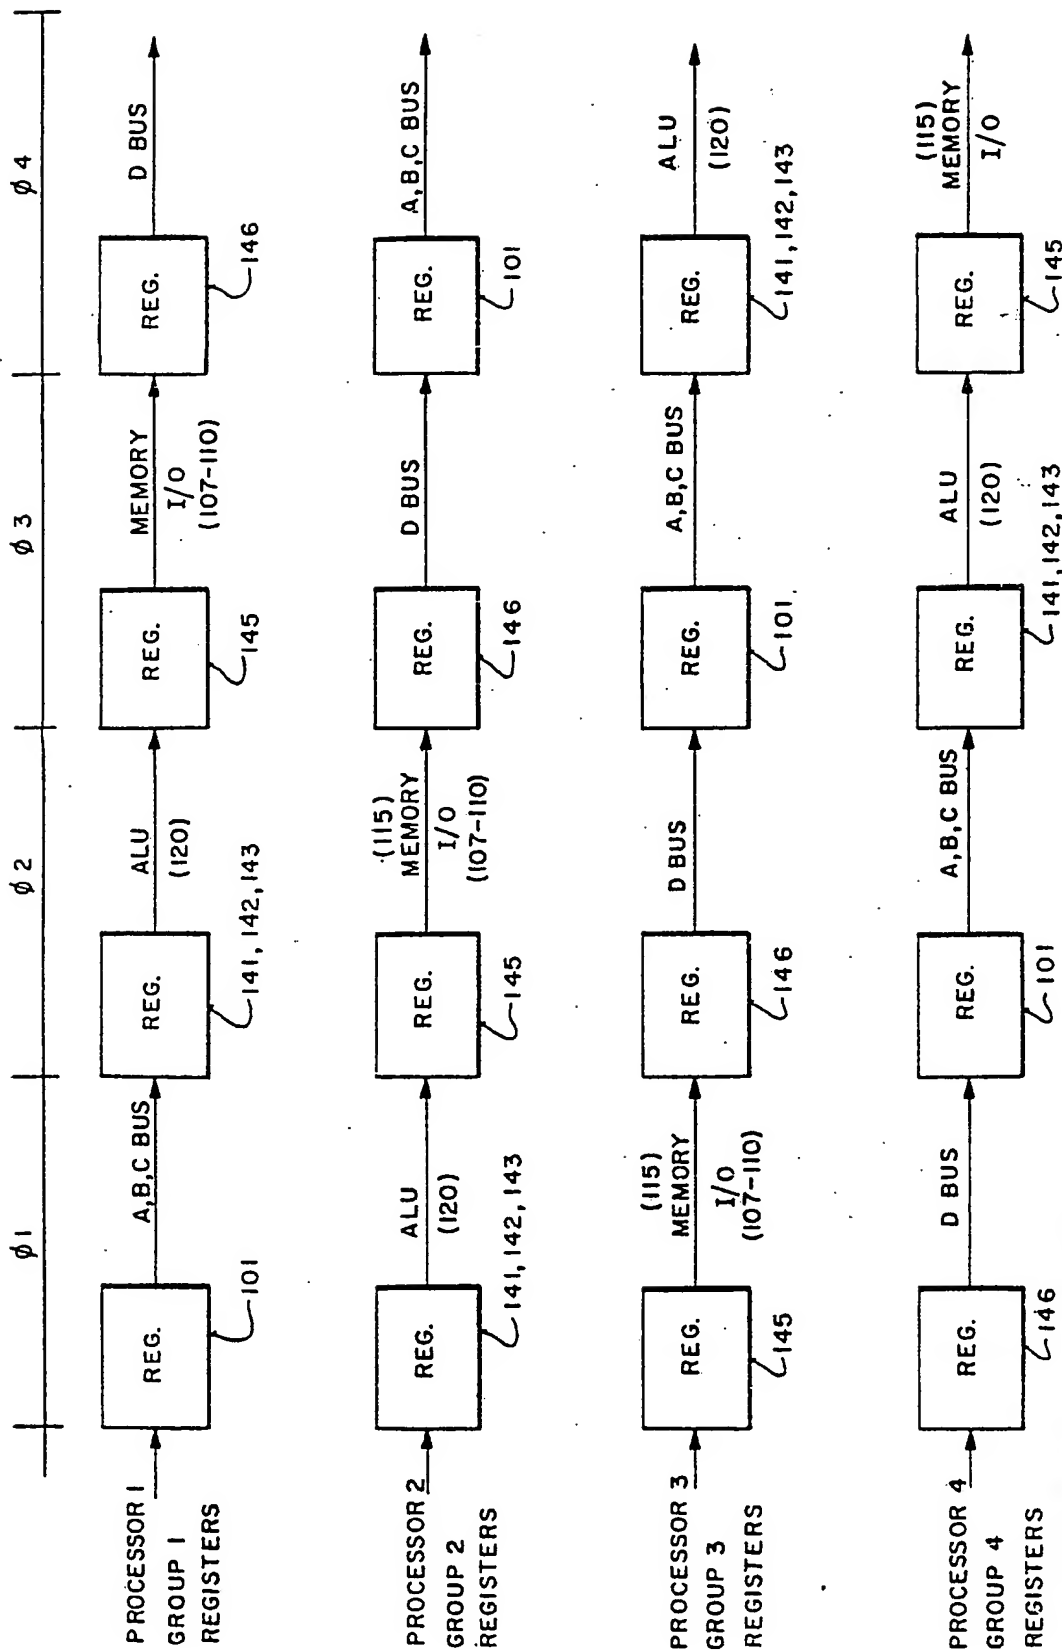 ø1
ø2
ø3
ø4
PROCESSOR 1
GROUP 1
REGISTERS
REG.
101
A,B,C BUS
REG.
141, 142, 143
ALU
(120)
REG.
145
MEMORY
I/O
(107-110)
REG.
146
D BUS
PROCESSOR 2
GROUP 2
REGISTERS
REG.
141, 142, 143
ALU
(120)
REG.
145
(115)
MEMORY
I/O
(107-110)
REG.
146
D BUS
REG.
101
A,B,C BUS
PROCESSOR 3
GROUP 3
REGISTERS
REG.
145
(115)
MEMORY
I/O
(107-110)
REG.
146
D BUS
REG.
101
A,B,C BUS
REG.
141, 142, 143
ALU
(120)
PROCESSOR 4
GROUP 4
REGISTERS
REG.
146
D BUS
REG.
101
A,B,C BUS
REG.
141, 142, 143
ALU
(120)
REG.
145
(115)
MEMORY
I/O